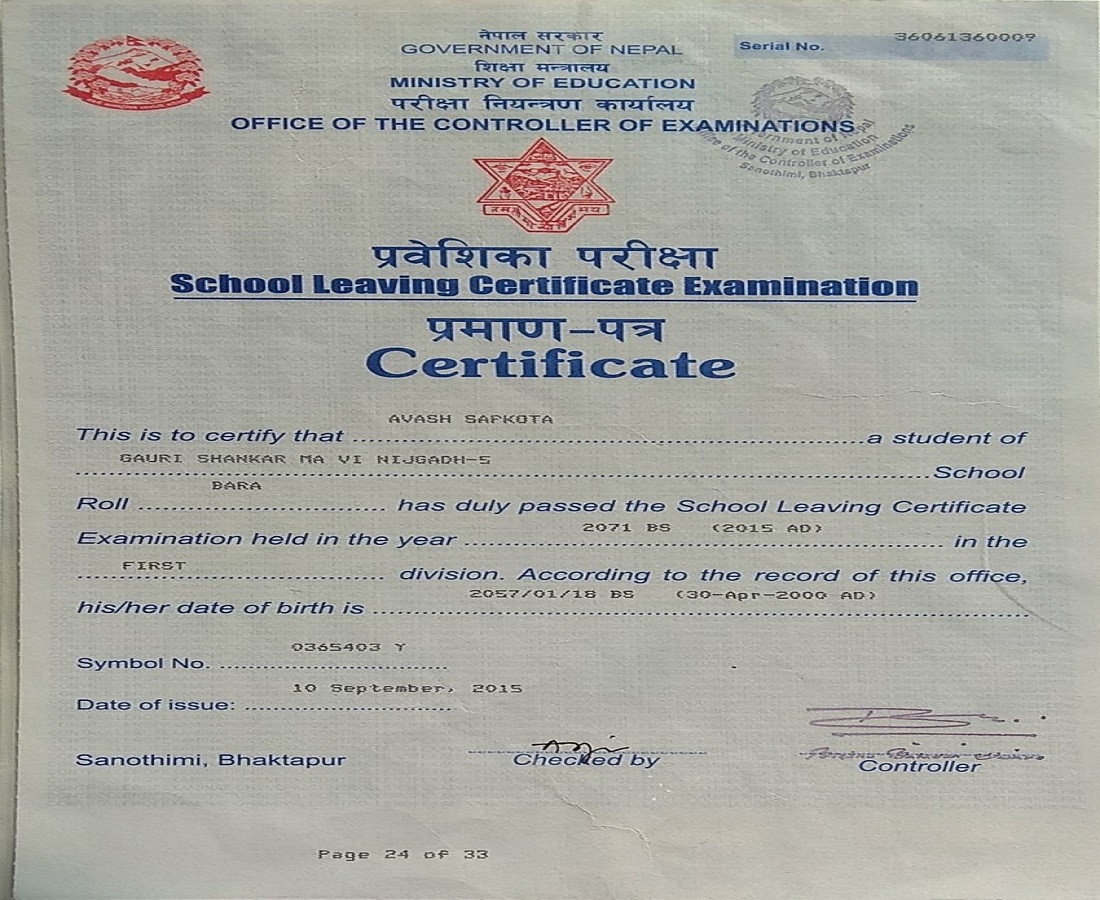 नेपाल सरकार
GOVERNMENT OF NEPAL
Serial No. 36061360009
शिक्षा मन्त्रालय
MINISTRY OF EDUCATION
परीक्षा नियन्त्रण कार्यालय
OFFICE OF THE CONTROLLER OF EXAMINATIONS
Government of Nepal
Ministry of Education
Office of the Controller of Examinations
Sanothimi, Bhaktapur
प्रवेशिका परीक्षा
School Leaving Certificate Examination
प्रमाण-पत्र
Certificate
This is to certify that AVASH SAPKOTA a student of
GAURI SHANKAR MA VI NIJGADH-5 School
Roll BARA has duly passed the School Leaving Certificate
Examination held in the year 2071 BS (2015 AD) in the
FIRST division. According to the record of this office,
his/her date of birth is 2057/01/18 BS (30-Apr-2000 AD)
Symbol No. 0365403 Y
Date of issue: 10 September, 2015
Sanothimi, Bhaktapur
Checked by
Controller
Page 24 of 33